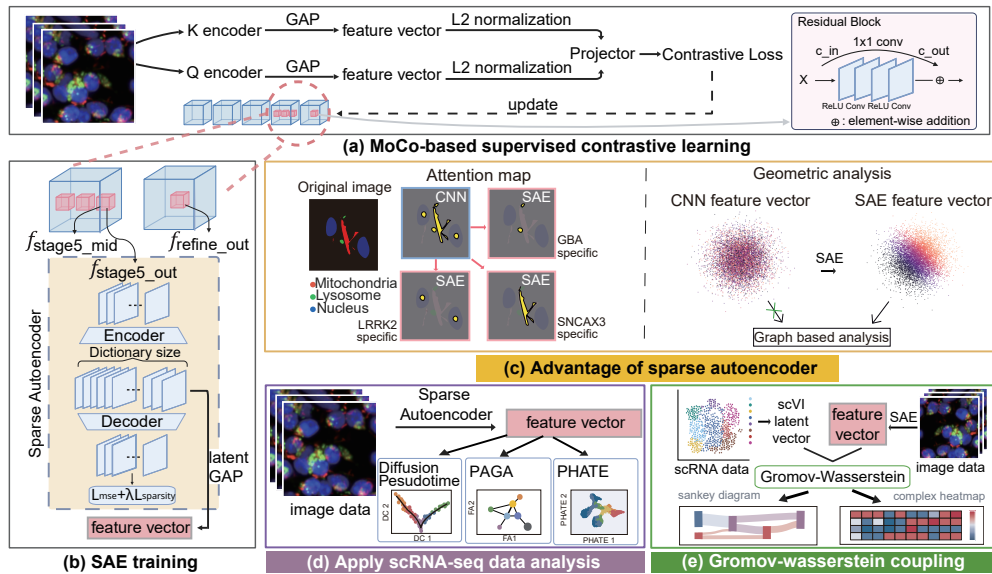 K encoder
GAP
feature vector
L2 normalization
Q encoder
GAP
feature vector
L2 normalization
Projector
Contrastive Loss
update
Residual Block
1x1 conv
c_in
c_out
X
ReLU Conv ReLU Conv
⊕ : element-wise addition
(a) MoCo-based supervised contrastive learning
fstage5_mid
frefine_out
fstage5_out
Sparse Autoencoder
Encoder
Dictionary size
Decoder
latent
GAP
Lmse+λLsparsity
feature vector
(b) SAE training
Attention map
Original image
CNN
SAE
GBA
specific
Mitochondria
Lysosome
Nucleus
SAE
SAE
LRRK2
specific
SNCAX3
specific
Geometric analysis
CNN feature vector
SAE feature vector
SAE
Graph based analysis
(c) Advantage of sparse autoencoder
Sparse
Autoencoder
feature vector
image data
Diffusion
Pesudotime
DC 2
DC 1
PAGA
FA2
FA1
PHATE
PHATE 2
PHATE 1
(d) Apply scRNA-seq data analysis
scRNA data
scVI
latent
vector
feature
vector
SAE
image data
Gromov-Wasserstein
sankey diagram
complex heatmap
(e) Gromov-wasserstein coupling